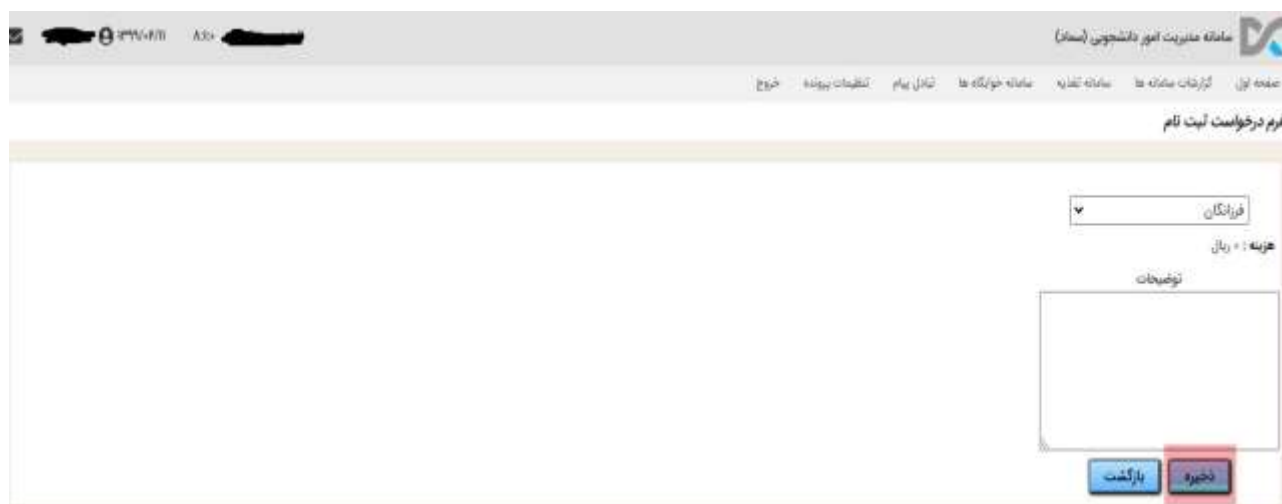 سامانه مدیریت امور دانشجویی (سماد)
صفحه اول گزارشات سامانه ها سامانه تغذیه سامانه خوابگاه ها تبادل پیام تنظیمات پرونده خروج
فرم درخواست ثبت نام
فرزانگان
هزینه : ۰ ریال
توضیحات
ذخیره بازگشت